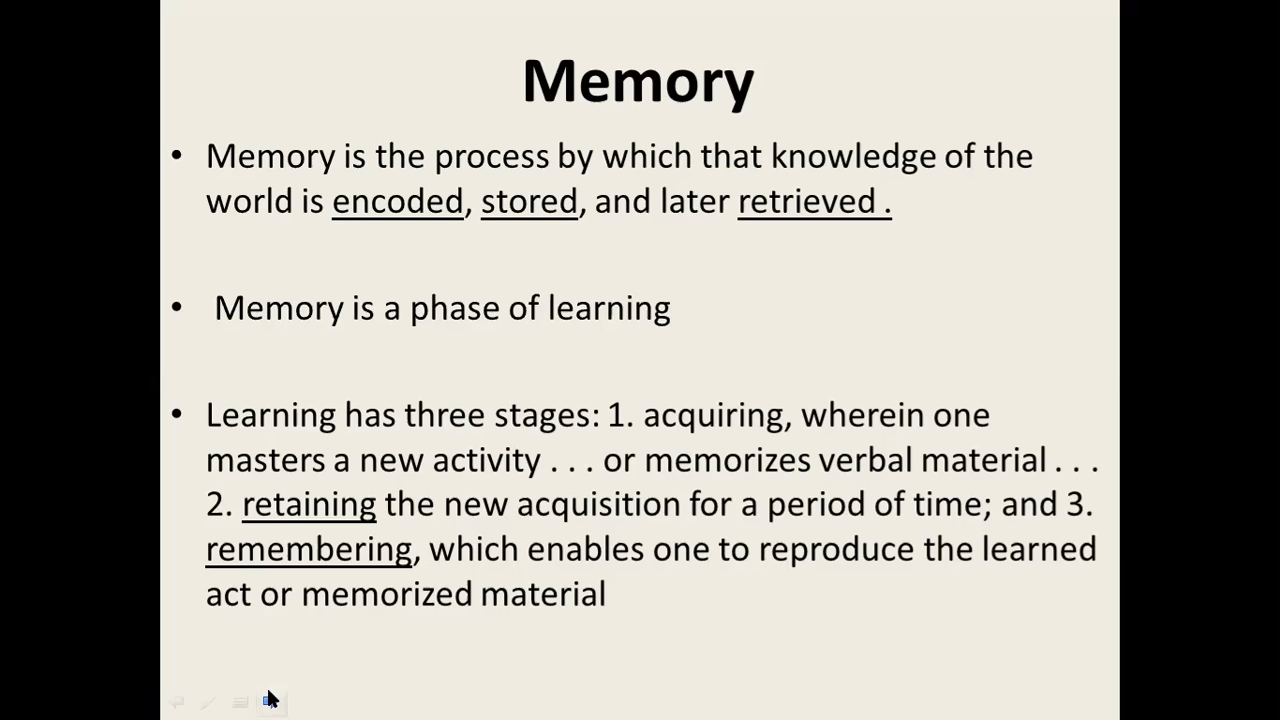 Memory
• Memory is the process by which that knowledge of the
world is encoded, stored, and later retrieved .
• Memory is a phase of learning
• Learning has three stages: 1. acquiring, wherein one
masters a new activity . . . or memorizes verbal material . . .
2. retaining the new acquisition for a period of time; and 3.
remembering, which enables one to reproduce the learned
act or memorized material